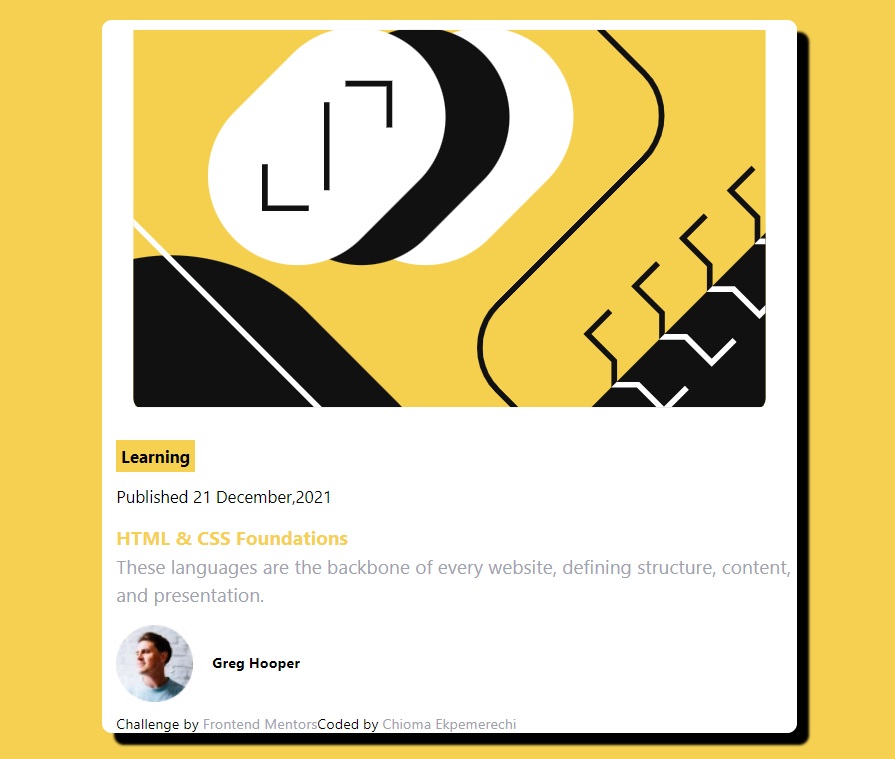 Learning
Published 21 December,2021
HTML & CSS Foundations
These languages are the backbone of every website, defining structure, content,
and presentation.
Greg Hooper
Challenge by Frontend MentorsCoded by Chioma Ekpemerechi